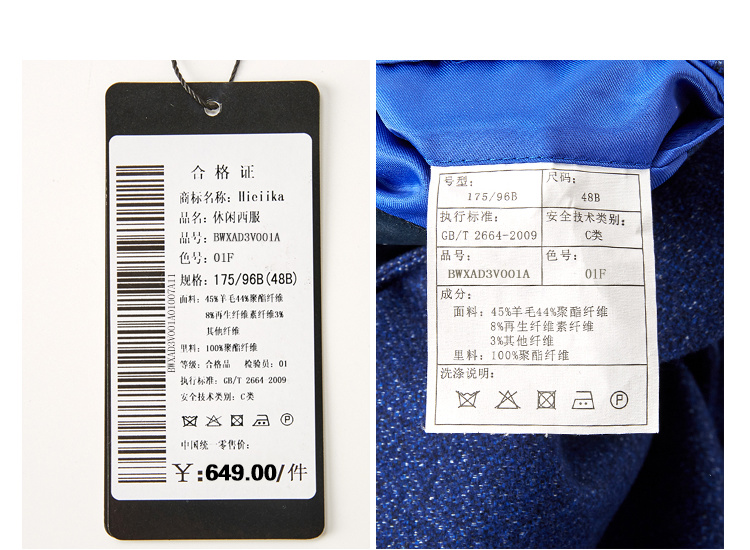 合格证
商标名称: Hieiika
品名: 休闲西服
品号: BWXAD3V001A
色号: 01F
规格: 175/96B(48B)
面料: 45%羊毛44%聚酯纤维
8%再生纤维素纤维3%
其他纤维
里料: 100%聚酯纤维
等级: 合格品 检验员: 01
执行标准: GB/T 2664-2009
安全技术类别: C类
中国统一零售价:
¥:649.00/件
BWXAD3V001A01007A11
号型: 尺码:
175/96B 48B
执行标准: 安全技术类别:
GB/T 2664-2009 C类
品号: 色号:
BWXAD3V001A 01F
成分:
面料: 45%羊毛44%聚酯纤维
8%再生纤维素纤维
3%其他纤维
里料: 100%聚酯纤维
洗涤说明: